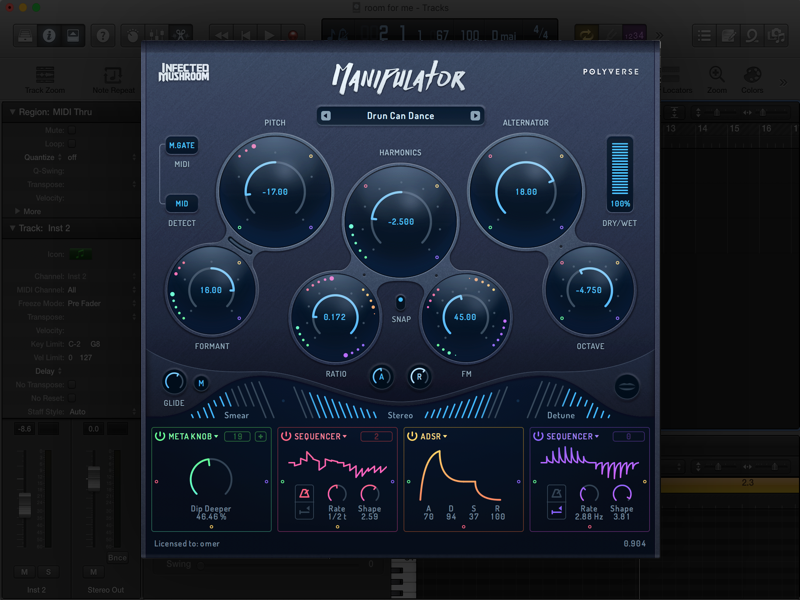 room for me - Tracks
2 1 1 67 100 0 mal 4/4
1234
Track Zoom
Note Repeat
Locators
Zoom
Colors
Region: MIDI Thru
Mute:
Loop:
Quantize off
Q-Swing:
Transpose:
Velocity:
More
Track: Inst 2
Icon:
Channel: Inst 2
MIDI Channel: All
Freeze Mode: Pre Fader
Transpose:
Velocity:
Key Limit: C-2 G8
Vel Limit: 0 127
Delay
No Transpose:
No Reset:
Staff Style: Auto
-8.6
0.0
Bnce
M S
M
Inst 2
Stereo Out
13 14 15 16 1
2.3
Swing
0
INFECTED
MUSHROOM
MANIPULATOR
POLYVERSE
Drun Can Dance
PITCH
-17.00
HARMONICS
-2.500
ALTERNATOR
18.00
M.GATE
MIDI
MID
DETECT
100%
DRY/WET
16.00
FORMANT
0.172
RATIO
SNAP
45.00
FM
-4.750
OCTAVE
A
R
GLIDE
M
Smear
Stereo
Detune
META KNOB
19
+
Dip Deeper
46.46 %
SEQUENCER
2
Rate
1/2 t
Shape
2.59
ADSR
A D S R
70 94 37 100
SEQUENCER
0
Rate
2.88 Hz
Shape
3.81
Licensed to: omer
0.904